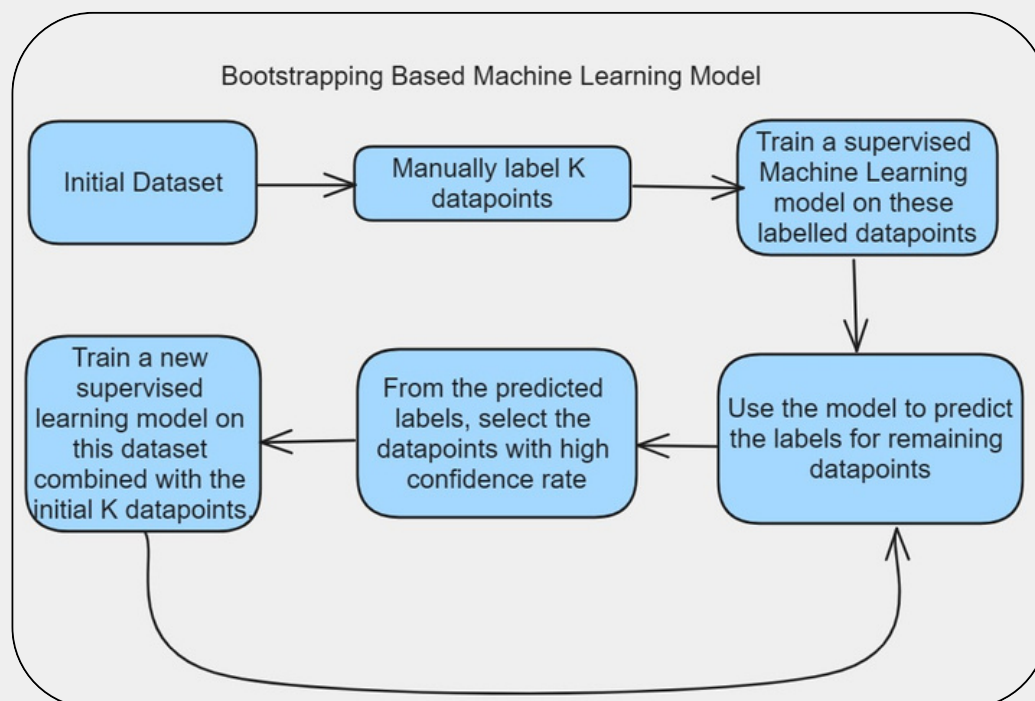 Bootstrapping Based Machine Learning Model
Initial Dataset
Manually label K
datapoints
Train a supervised
Machine Learning
model on these
labelled datapoints
Use the model to predict
the labels for remaining
datapoints
From the predicted
labels, select the
datapoints with high
confidence rate
Train a new
supervised
learning model on
this dataset
combined with the
initial K datapoints.